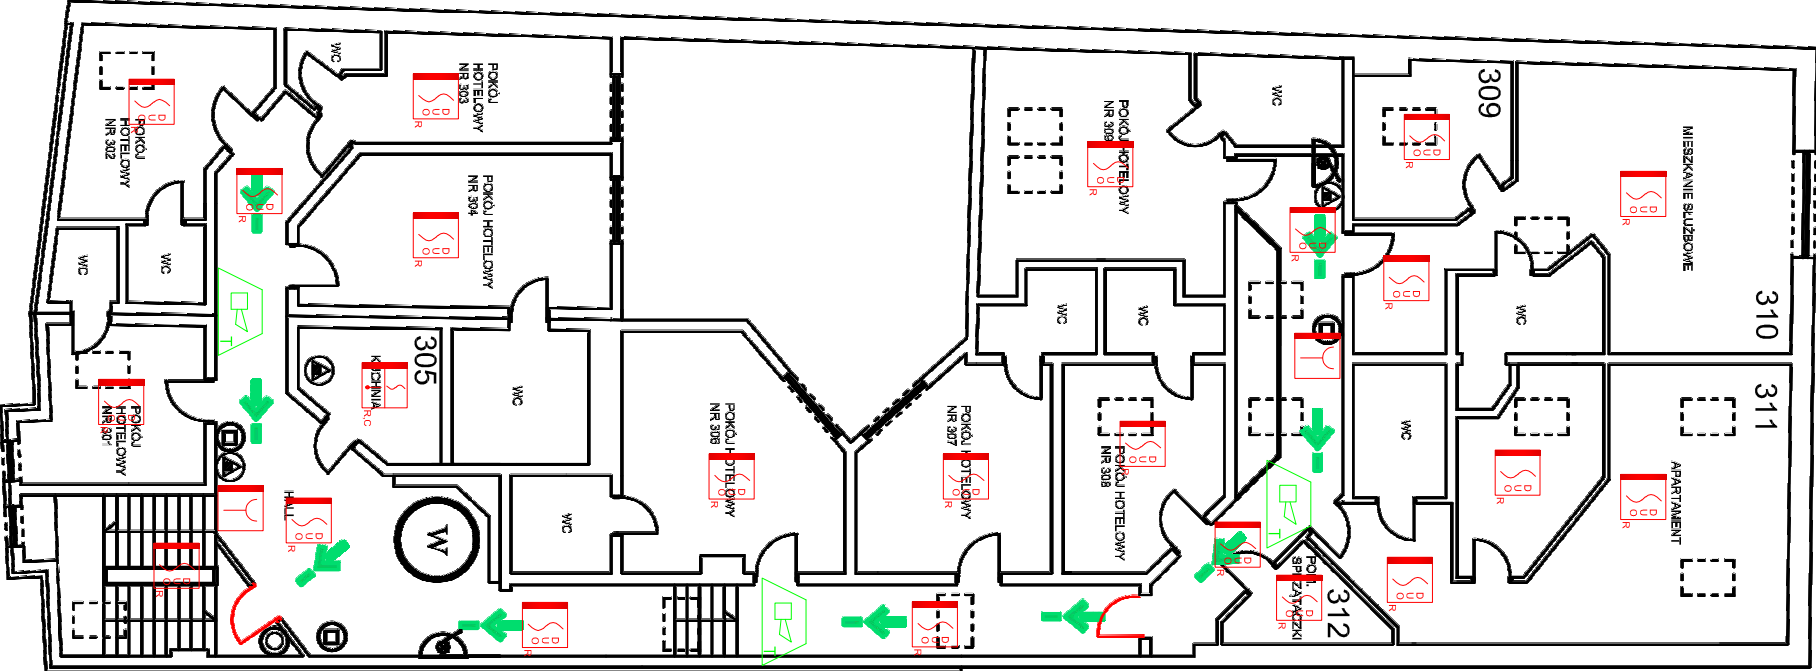 WC
POKÓJ
HOTELOWY
NR 303
309
WC
POKÓJ
HOTELOWY
NR 302
POKÓJ HOTELOWY
NR 309
MIESZKANIE SŁUŻBOWE
POKÓJ HOTELOWY
NR 304
WC
WC
WC
WC
WC
310
305
KUCHNIA
R.C
WC
311
WC
POKÓJ
HOTELOWY
NR 301
POKÓJ HOTELOWY
NR 306
POKÓJ HOTELOWY
NR 307
POKÓJ HOTELOWY
NR 308
APARTAMENT
HALL
W
WC
POM.
SPRZĄTACZKI
312